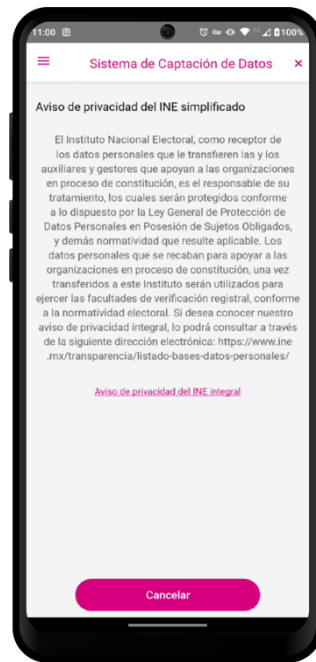 11:00
100%
Sistema de Captación de Datos ×
Aviso de privacidad del INE simplificado
El Instituto Nacional Electoral, como receptor de
los datos personales que le transfieren las y los
auxiliares y gestores que apoyan a las organizaciones
en proceso de constitución, es el responsable de su
tratamiento, los cuales serán protegidos conforme
a lo dispuesto por la Ley General de Protección de
Datos Personales en Posesión de Sujetos Obligados,
y demás normatividad que resulte aplicable. Los
datos personales que se recaban para apoyar a las
organizaciones en proceso de constitución, una vez
transferidos a este Instituto serán utilizados para
ejercer las facultades de verificación registral, conforme
a la normatividad electoral. Si desea conocer nuestro
aviso de privacidad integral, lo podrá consultar a través
de la siguiente dirección electrónica: https://www.ine
.mx/transparencia/listado-bases-datos-personales/
Aviso de privacidad del INE integral
Cancelar